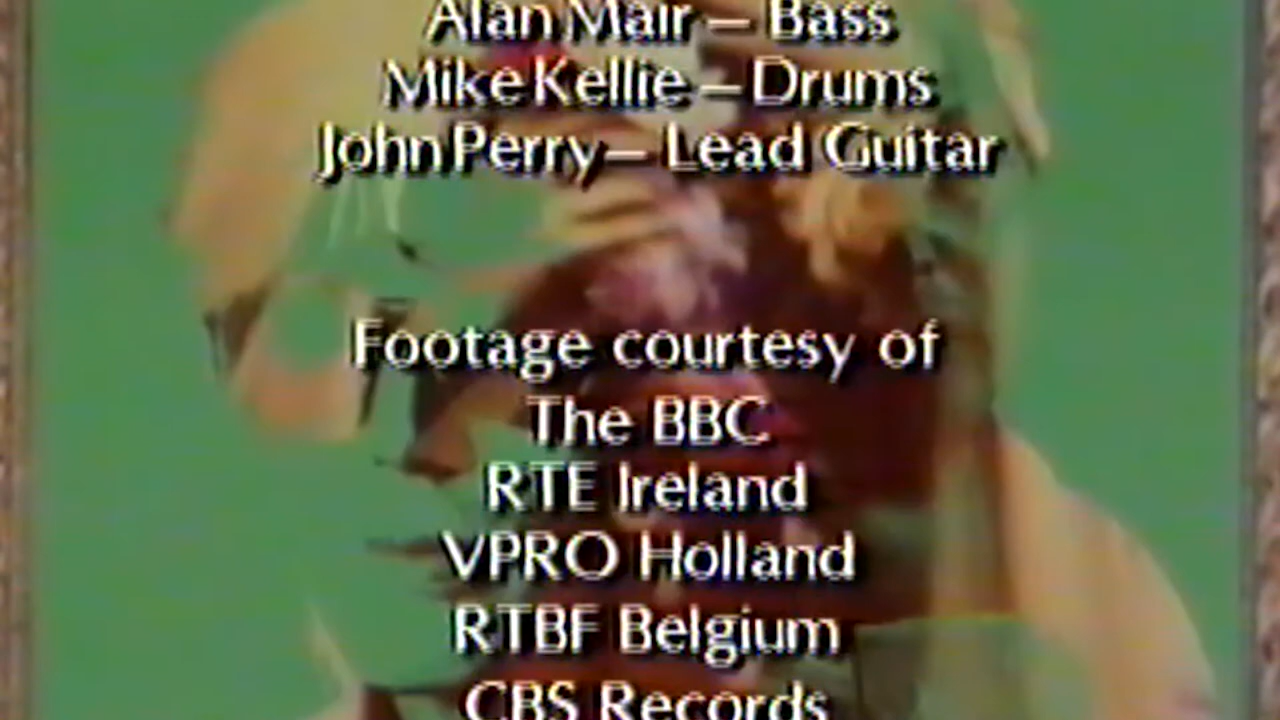 Alan Mair – Bass
Mike Kellie – Drums
John Perry – Lead Guitar
Footage courtesy of
The BBC
RTE Ireland
VPRO Holland
RTBF Belgium
CBS Records